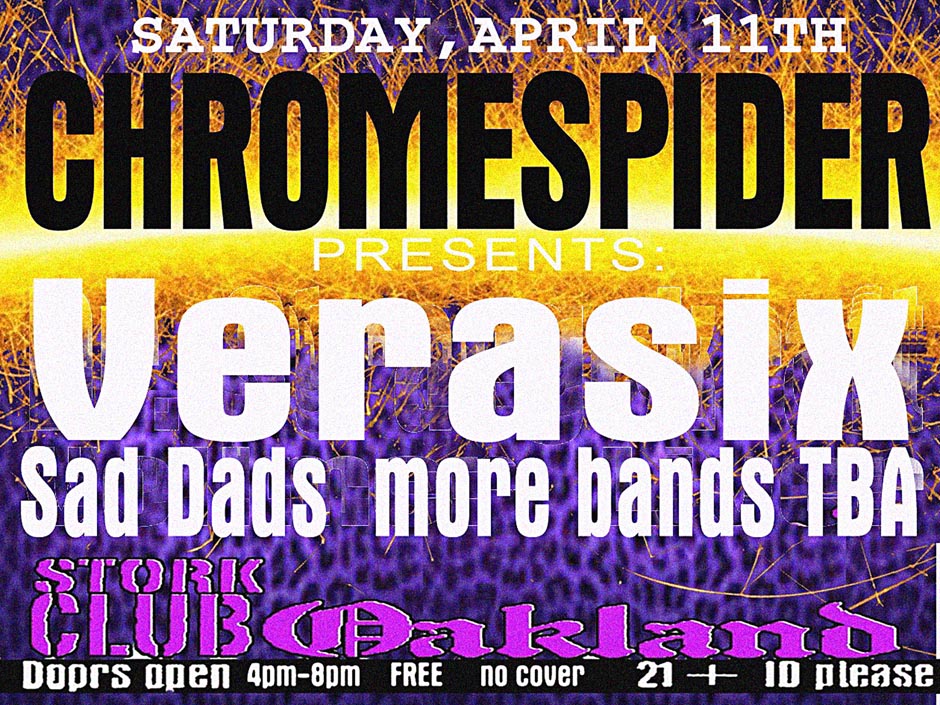 SATURDAY, APRIL 11TH
CHROMESPIDER
PRESENTS:
Verasix
Sad Dads more bands TBA
STORK
CLUB Oakland
Doors open 4pm-8pm FREE no cover 21 + ID please